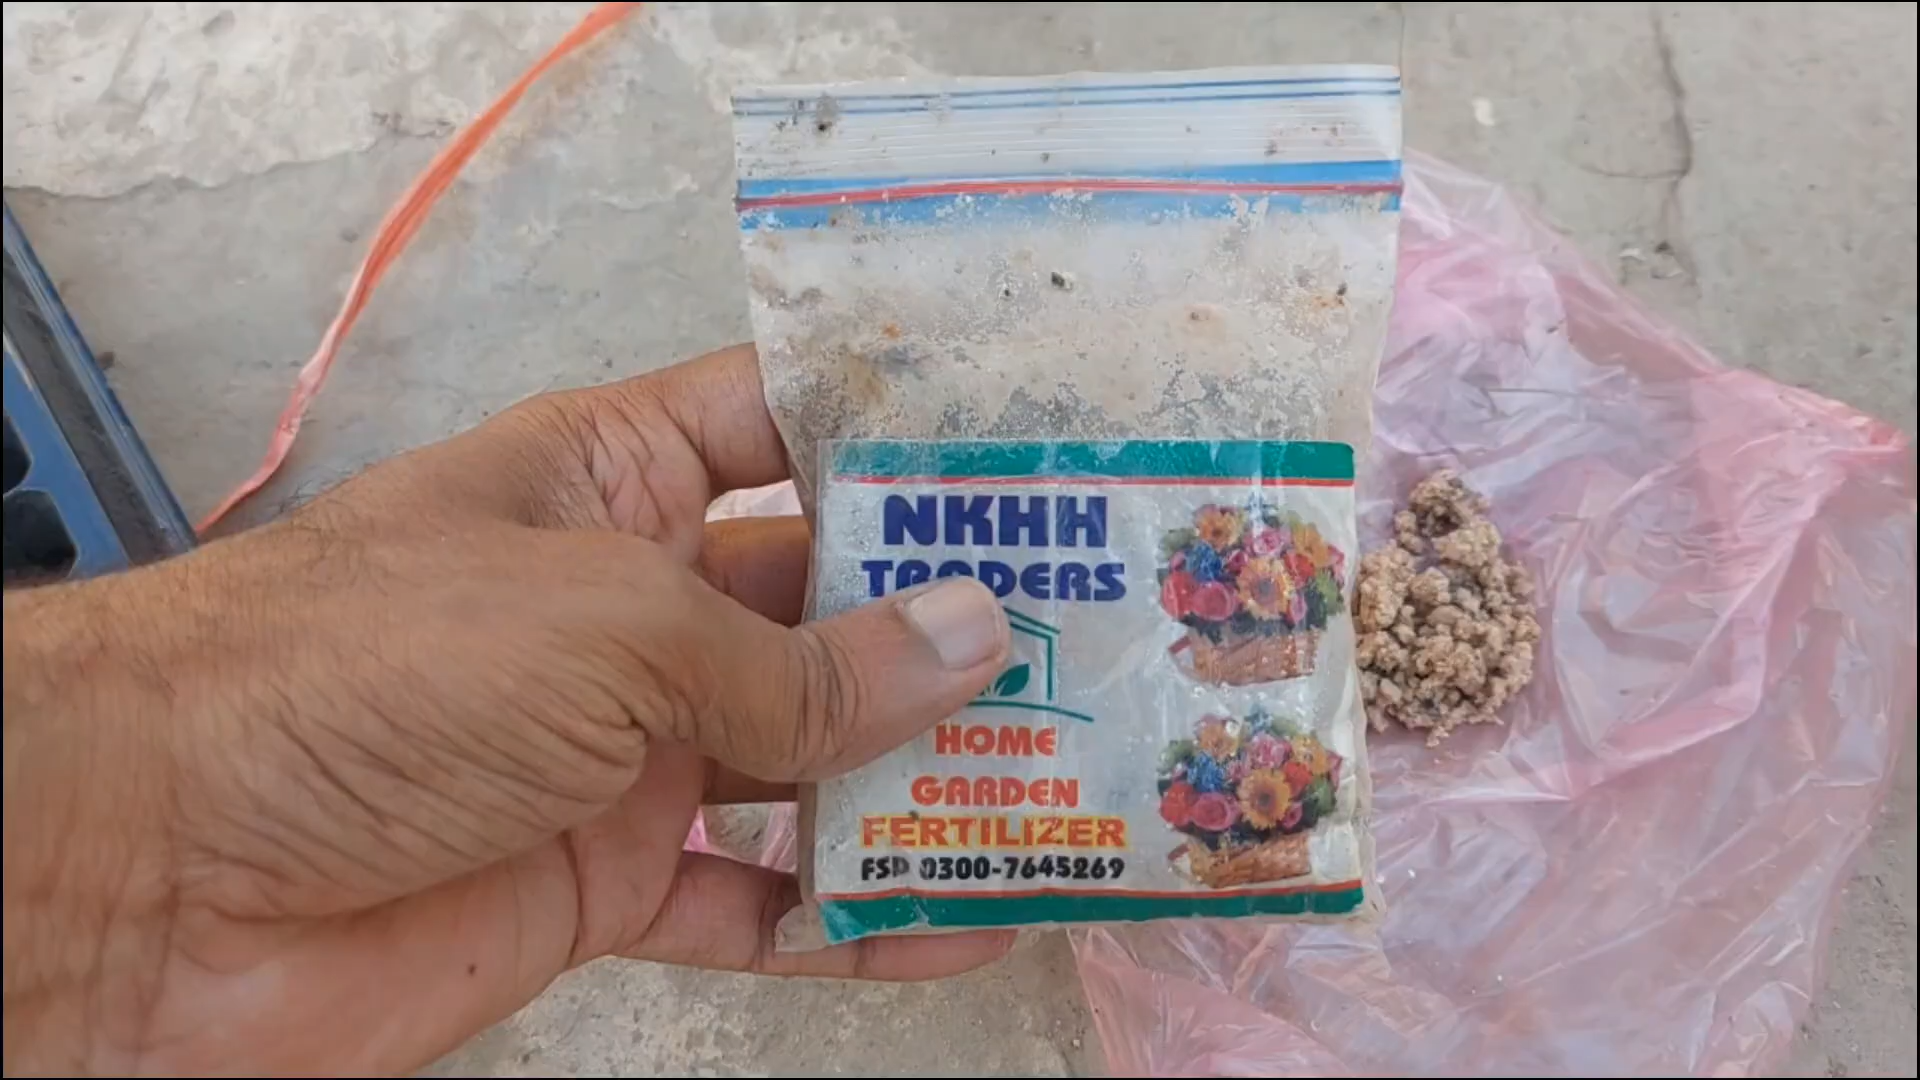 NKHH
TRADERS
HOME
GARDEN
FERTILIZER
FSD 0300-7645269